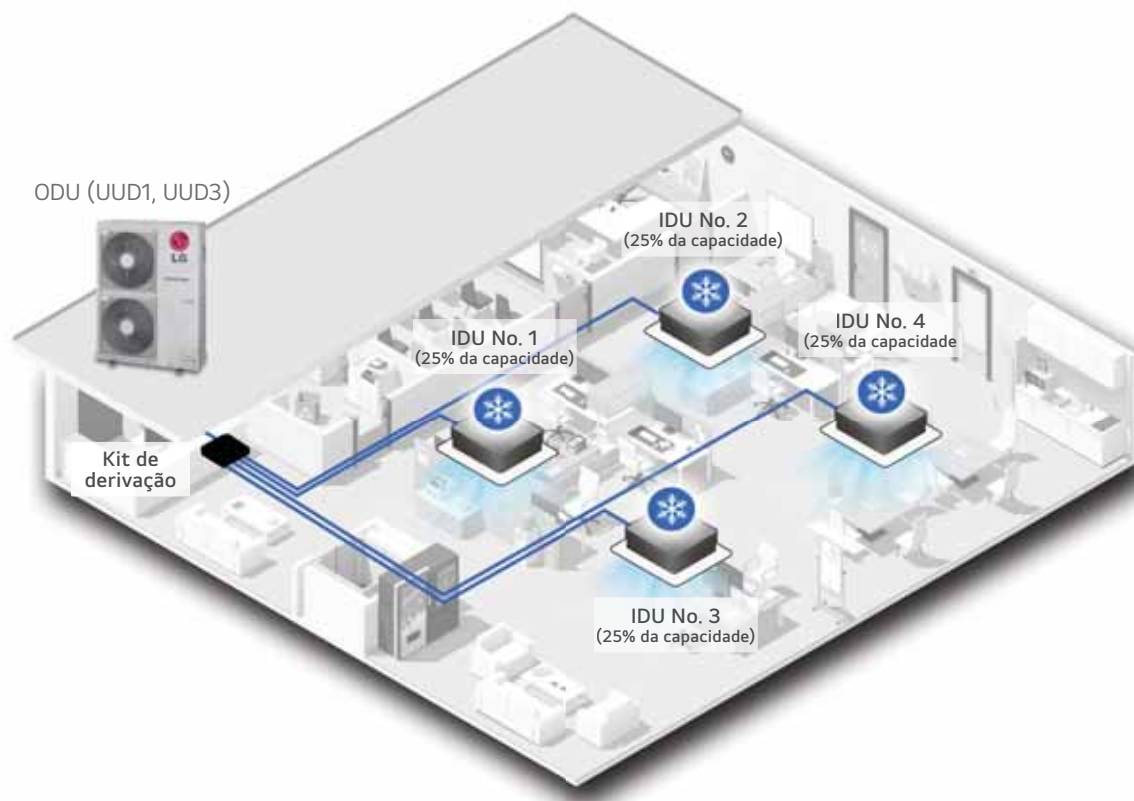 ODU (UUD1, UUD3)
LG
IDU No. 2
(25% da capacidade)
IDU No. 1
(25% da capacidade)
IDU No. 4
(25% da capacidade
Kit de
derivação
IDU No. 3
(25% da capacidade)